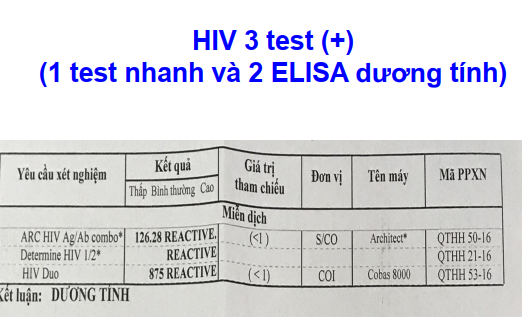 HIV 3 test (+)
(1 test nhanh và 2 ELISA dương tính)
Yêu cầu xét nghiệm Kết quả Giá trị tham chiếu Đơn vị Tên máy Mã PPXN
Thấp Bình thường Cao
Miễn dịch
ARC HIV Ag/Ab combo* 126.28 REACTIVE. (<1) S/CO Architect* QTHH 50-16
Determine HIV 1/2* REACTIVE QTHH 21-16
HIV Duo 875 REACTIVE (<1) COI Cobas 8000 QTHH 53-16
Kết luận: DƯƠNG TÍNH